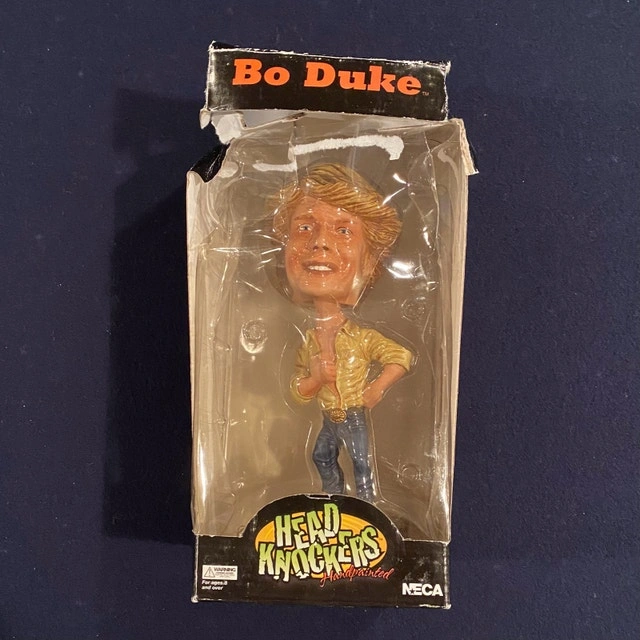 Bo Duke
HEAD
KNOCKERS
Handpainted
WARNING
For ages 8
and over
NECA